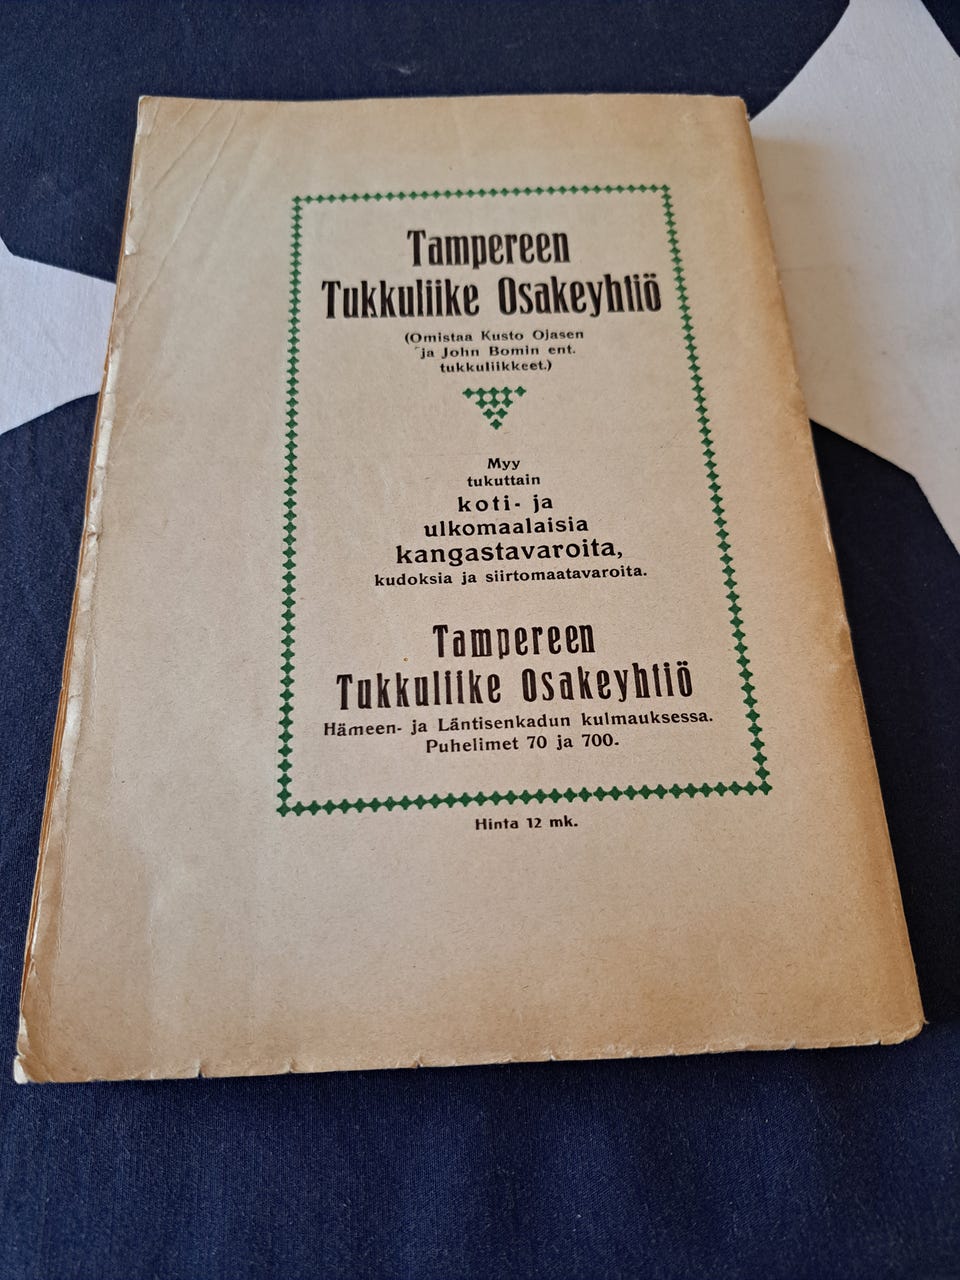 Tampereen
Tukkuliike Osakeyhtiö
(Omistaa Kusto Ojasen
ja John Bomin ent.
tukkuliikkeet.)
Myy
tukuttain
koti- ja
ulkomaalaisia
kangastavaroita,
kudoksia ja siirtomaatavaroita.
Tampereen
Tukkuliike Osakeyhtiö
Hämeen- ja Läntisenkadun kulmauksessa.
Puhelimet 70 ja 700.
Hinta 12 mk.